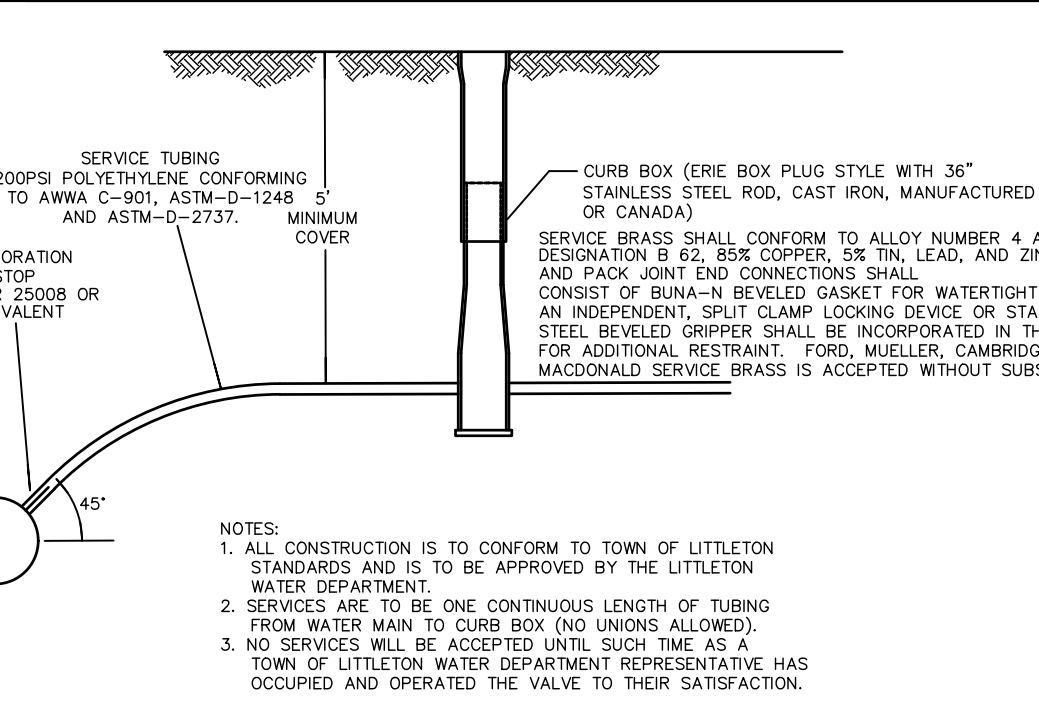 SERVICE TUBING
200PSI POLYETHYLENE CONFORMING
TO AWWA C-901, ASTM-D-1248
AND ASTM-D-2737.
5'
MINIMUM
COVER
STOP
25008 OR
CURB BOX (ERIE BOX PLUG STYLE WITH 36"
STAINLESS STEEL ROD, CAST IRON, MANUFACTURED
OR CANADA)
SERVICE BRASS SHALL CONFORM TO ALLOY NUMBER 4
DESIGNATION B 62, 85% COPPER, 5% TIN, LEAD, AND
AND PACK JOINT END CONNECTIONS SHALL
CONSIST OF BUNA-N BEVELED GASKET FOR WATERTIGHT
AN INDEPENDENT, SPLIT CLAMP LOCKING DEVICE OR
STEEL BEVELED GRIPPER SHALL BE INCORPORATED IN
FOR ADDITIONAL RESTRAINT. FORD, MUELLER,
MACDONALD SERVICE BRASS IS ACCEPTED WITHOUT
45°
NOTES:
1. ALL CONSTRUCTION IS TO CONFORM TO TOWN OF LITTLETON
STANDARDS AND IS TO BE APPROVED BY THE LITTLETON
WATER DEPARTMENT.
2. SERVICES ARE TO BE ONE CONTINUOUS LENGTH OF TUBING
FROM WATER MAIN TO CURB BOX (NO UNIONS ALLOWED).
3. NO SERVICES WILL BE ACCEPTED UNTIL SUCH TIME AS A
TOWN OF LITTLETON WATER DEPARTMENT REPRESENTATIVE HAS
OCCUPIED AND OPERATED THE VALVE TO THEIR SATISFACTION.